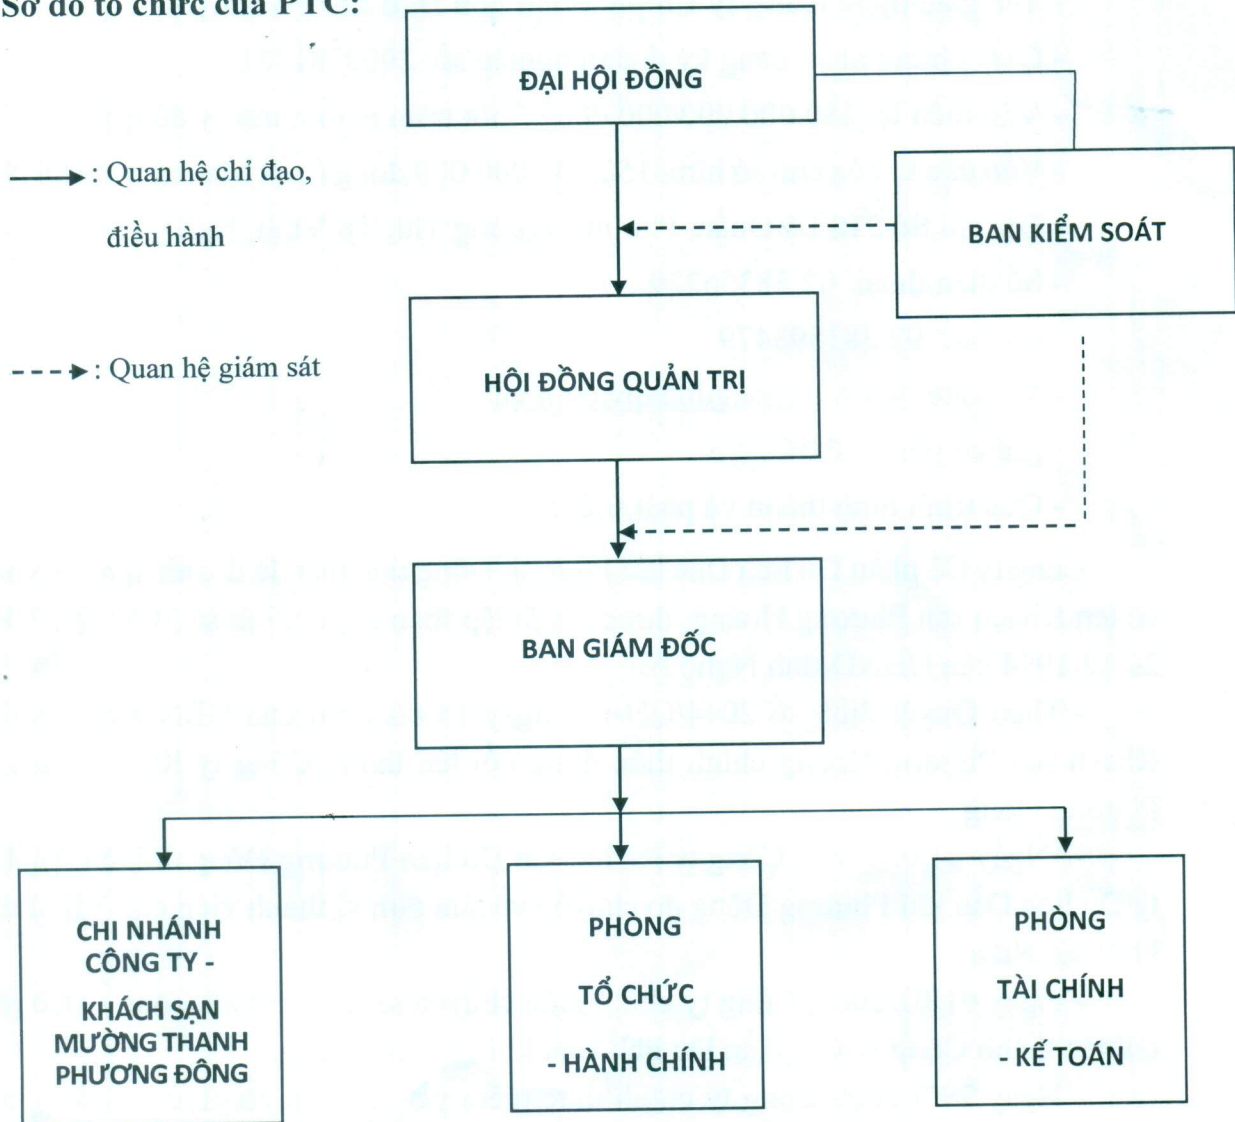 Sơ đồ tổ chức của PTC:
ĐẠI HỘI ĐỒNG
: Quan hệ chỉ đạo,
điều hành
BAN KIỂM SOÁT
: Quan hệ giám sát
HỘI ĐỒNG QUẢN TRỊ
BAN GIÁM ĐỐC
CHI NHÁNH
CÔNG TY -
KHÁCH SẠN
MƯỜNG THANH
PHƯƠNG ĐÔNG
PHÒNG
TỔ CHỨC
- HÀNH CHÍNH
PHÒNG
TÀI CHÍNH
- KẾ TOÁN